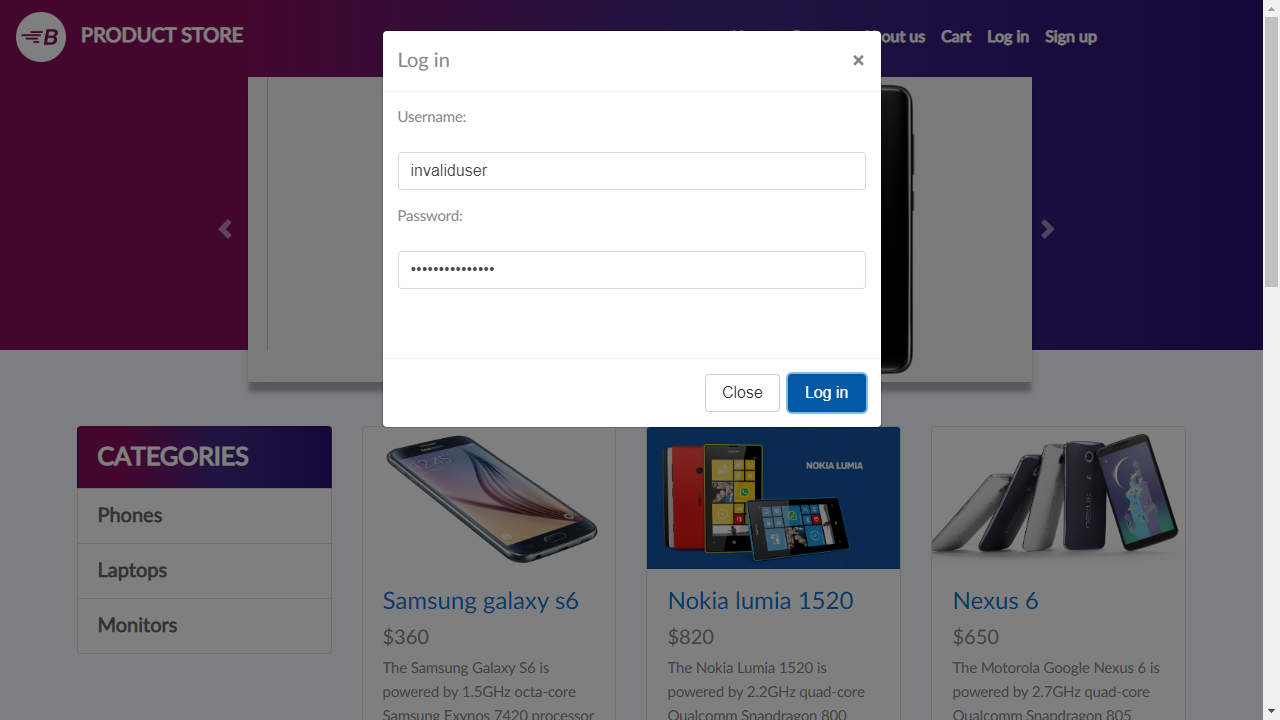 B PRODUCT STORE
out us Cart Log in Sign up
Log in ×
Username:
invaliduser
Password:
•••••••••••••••
Close Log in
CATEGORIES
Phones
Laptops
Monitors
NOKIA LUMIA
Samsung galaxy s6
$360
The Samsung Galaxy S6 is
powered by 1.5GHz octa-core
Samsung Exynos 7420 processor
Nokia lumia 1520
$820
The Nokia Lumia 1520 is
powered by 2.2GHz quad-core
Qualcomm Snapdragon 800
Nexus 6
$650
The Motorola Google Nexus 6 is
powered by 2.7GHz quad-core
Qualcomm Snapdragon 805